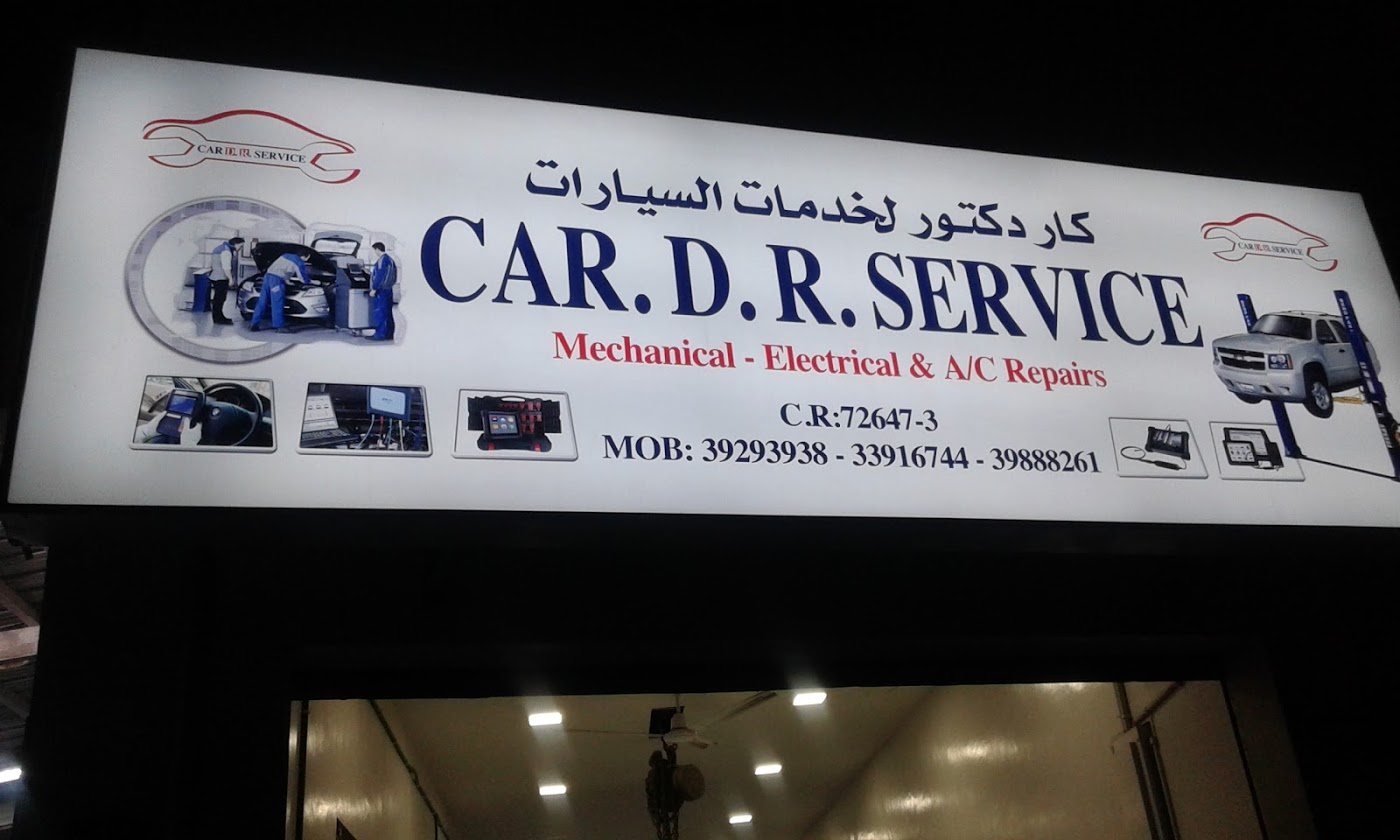 CAR D. R. SERVICE
كار دكتور لخدمات السيارات
CAR D. R. SERVICE
CAR. D. R. SERVICE
Mechanical - Electrical & A/C Repairs
C.R:72647-3
MOB: 39293938 - 33916744 - 39888261